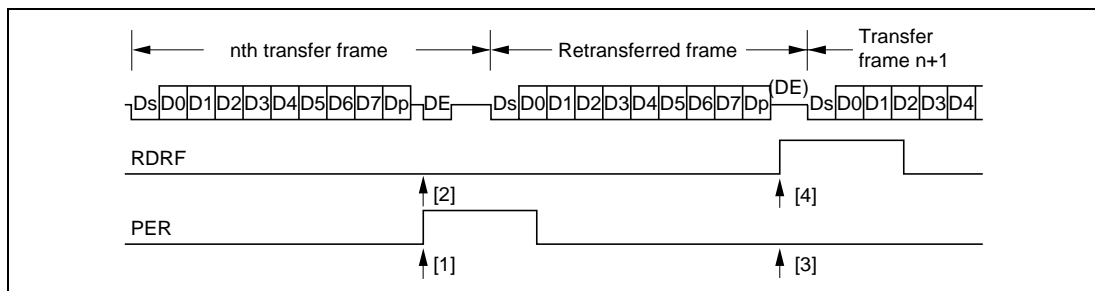 nth transfer frame Retransferred frame Transfer
frame n+1
Ds D0 D1 D2 D3 D4 D5 D6 D7 Dp DE Ds D0 D1 D2 D3 D4 D5 D6 D7 Dp (DE) Ds D0 D1 D2 D3 D4
RDRF
[2] [4]
PER
[1] [3]